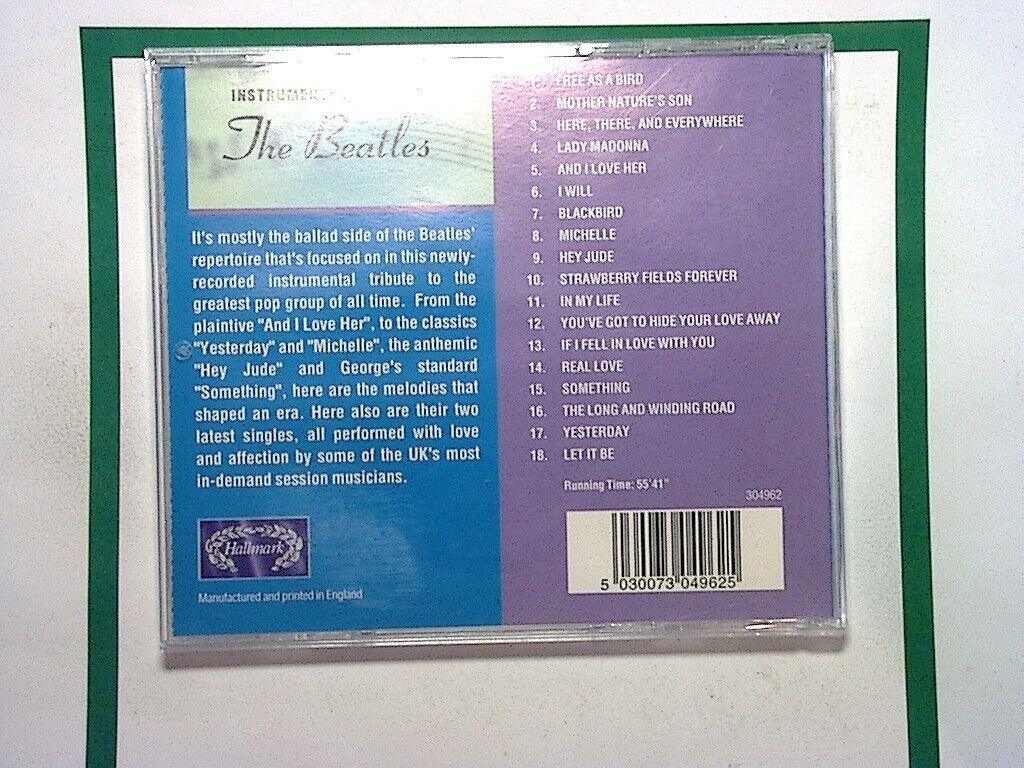 The Beatles
It's mostly the ballad side of the Beatles'
repertoire that's focused on in this newly-
recorded instrumental tribute to the
greatest pop group of all time. From the
plaintive "And I Love Her", to the classics
"Yesterday" and "Michelle", the anthemic
"Hey Jude" and George's standard
"Something", here are the melodies that
shaped an era. Here also are their two
latest singles, all performed with love
and affection by some of the UK's most
in-demand session musicians.
Hallmark
Manufactured and printed in England
1. FREE AS A BIRD
2. MOTHER NATURE'S SON
3. HERE, THERE, AND EVERYWHERE
4. LADY MADONNA
5. AND I LOVE HER
6. I WILL
7. BLACKBIRD
8. MICHELLE
9. HEY JUDE
10. STRAWBERRY FIELDS FOREVER
11. IN MY LIFE
12. YOU'VE GOT TO HIDE YOUR LOVE AWAY
13. IF I FELL IN LOVE WITH YOU
14. REAL LOVE
15. SOMETHING
16. THE LONG AND WINDING ROAD
17. YESTERDAY
18. LET IT BE
Running Time: 55'41"
304962
5 030073 049625